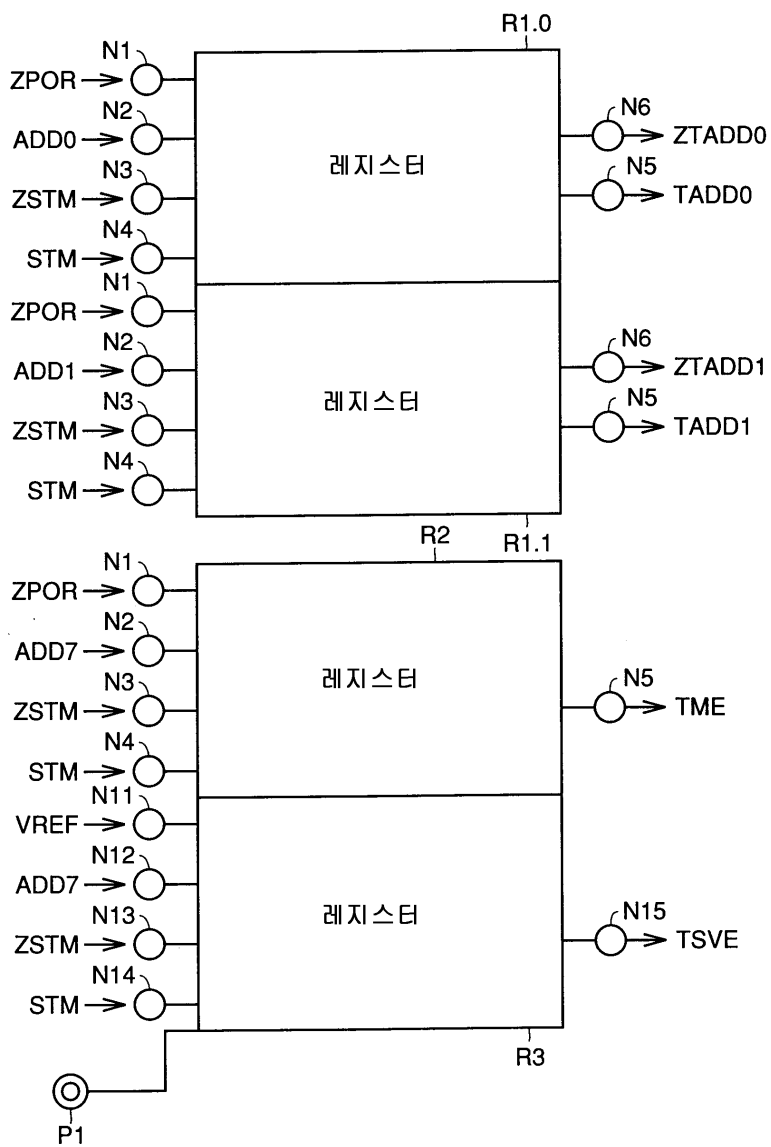 R1.0
N1
ZPOR
N2
ADD0
N3
ZSTM
N4
STM
레지스터
N6
ZTADD0
N5
TADD0
N1
ZPOR
N2
ADD1
N3
ZSTM
N4
STM
레지스터
N6
ZTADD1
N5
TADD1
R1.1
R2
N1
ZPOR
N2
ADD7
N3
ZSTM
N4
STM
레지스터
N5
TME
N11
VREF
N12
ADD7
N13
ZSTM
N14
STM
레지스터
N15
TSVE
R3
P1